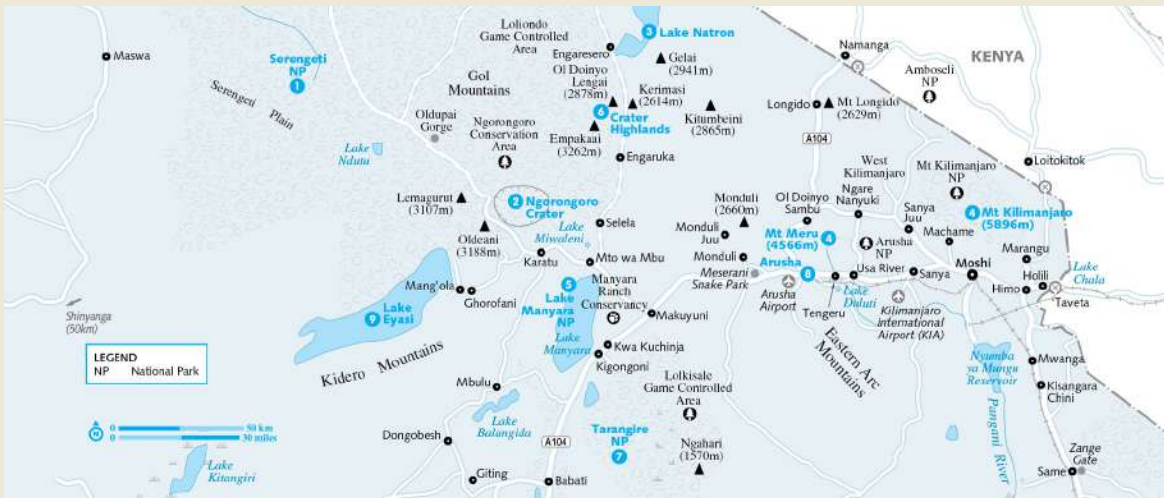 Maswa
Serengeti
NP
1
Serengeti
Plain
Loliondo
Game Controlled
Area
Engaresero
3 Lake Natron
Gelai
(2941m)
Ol Doinyo
Lengai
(2878m)
Kerimasi
(2614m)
Kitumbeini
(2865m)
Gol
Mountains
Oldupai
Gorge
Ngorongoro
Conservation
Area
6 Crater
Highlands
Empakaai
(3262m)
Engaruka
Namanga
KENYA
Amboseli
NP
Longido
Mt Longido
(2629m)
A104
Loitokitok
Lake
Ndutu
Lemagurut
(3107m)
2 Ngorongoro
Crater
Oldeani
(3188m)
Lake
Miwaleni
Selela
Karatu
Mto wa Mbu
Monduli
(2660m)
Monduli
Juu
Monduli
Meserani
Snake Park
Ol Doinyo
Sambu
West
Kilimanjaro
Ngare
Nanyuki
Mt Kilimanjaro
NP
4 Mt Kilimanjaro
(5896m)
Sanya
Juu
Machame
Marangu
Mt Meru
(4566m)
4
Arusha
NP
Arusha
8
Usa River
Sanya
Moshi
Holili
Himo
Lake
Chala
Taveta
Arusha
Airport
Tengeru
Lake
Duluti
Kilimanjaro
International
Airport (KIA)
Shinyanga
(50km)
Mang'ola
Ghorofani
9 Lake
Eyasi
5
Lake
Manyara
NP
Manyara
Ranch
Conservancy
Makuyuni
Lake
Manyara
Kwa Kuchinja
Kigongoni
Eastern Arc
Mountains
Nyumba
ya Mungu
Reservoir
Mwanga
Kisangara
Chini
Pangani River
LEGEND
NP National Park
Kidero Mountains
Mbulu
Lake
Balangida
Lolkisale
Game Controlled
Area
Tarangire
NP
7
Ngahari
(1570m)
N
0 50 km
0 30 miles
Dongobesh
Lake
Kitangiri
Giting
A104
Babati
Zange
Gate
Same